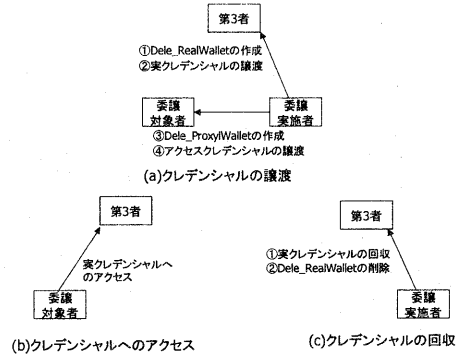 第3者
①Dele_RealWalletの作成
②実クレデンシャルの譲渡
委譲
対象者
委譲
実施者
③Dele_ProxyiWalletの作成
④アクセスクレデンシャルの譲渡
(a)クレデンシャルの譲渡
第3者
実クレデンシャルへ
のアクセス
委譲
対象者
(b)クレデンシャルへのアクセス
第3者
①実クレデンシャルの回収
②Dele_RealWalletの削除
委譲
実施者
(c)クレデンシャルの回収